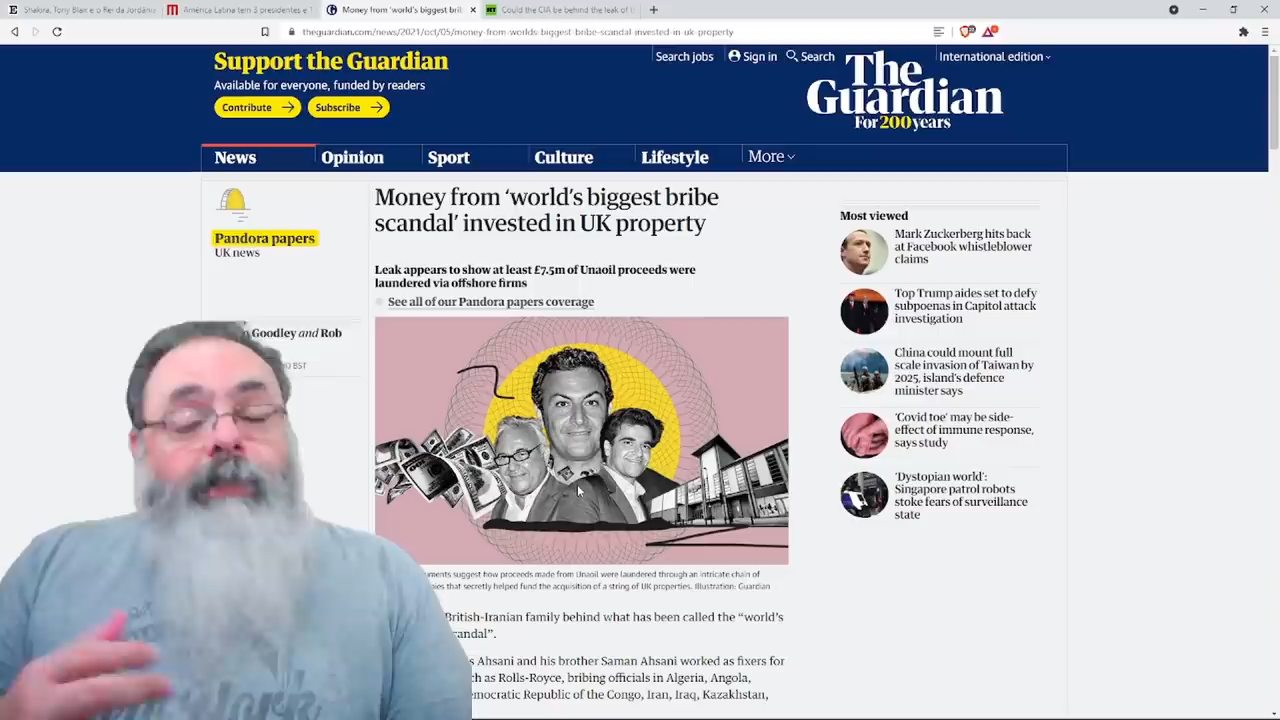 Shakira, Tony Blair e o Rei da Jordânia
América Latina tem 3 presidentes e 1
Money from 'world's biggest brib
Could the CIA be behind the leak of t
theguardian.com/news/2021/oct/05/money-from-worlds-biggest-bribe-scandal-invested-in-uk-property
Support the Guardian
Available for everyone, funded by readers
Contribute
Subscribe
Search jobs
Sign in
Search
International edition
The
Guardian
For 200 years
News
Opinion
Sport
Culture
Lifestyle
More
Pandora papers
UK news
Goodley and Rob
BST
Money from ‘world’s biggest bribe
scandal’ invested in UK property
Leak appears to show at least £7.5m of Unaoil proceeds were
laundered via offshore firms
See all of our Pandora papers coverage
uments suggest how proceeds made from Unaoil were laundered through an intricate chain of
nies that secretly helped fund the acquisition of a string of UK properties. Illustration: Guardian
British-Iranian family behind what has been called the “world’s
andal”.
s Ahsani and his brother Saman Ahsani worked as fixers for
ch as Rolls-Royce, bribing officials in Algeria, Angola,
emocratic Republic of the Congo, Iran, Iraq, Kazakhstan,
Most viewed
Mark Zuckerberg hits back
at Facebook whistleblower
claims
Top Trump aides set to defy
subpoenas in Capitol attack
investigation
China could mount full
scale invasion of Taiwan by
2025, island’s defence
minister says
‘Covid toe’ may be side-
effect of immune response,
says study
‘Dystopian world’:
Singapore patrol robots
stoke fears of surveillance
state